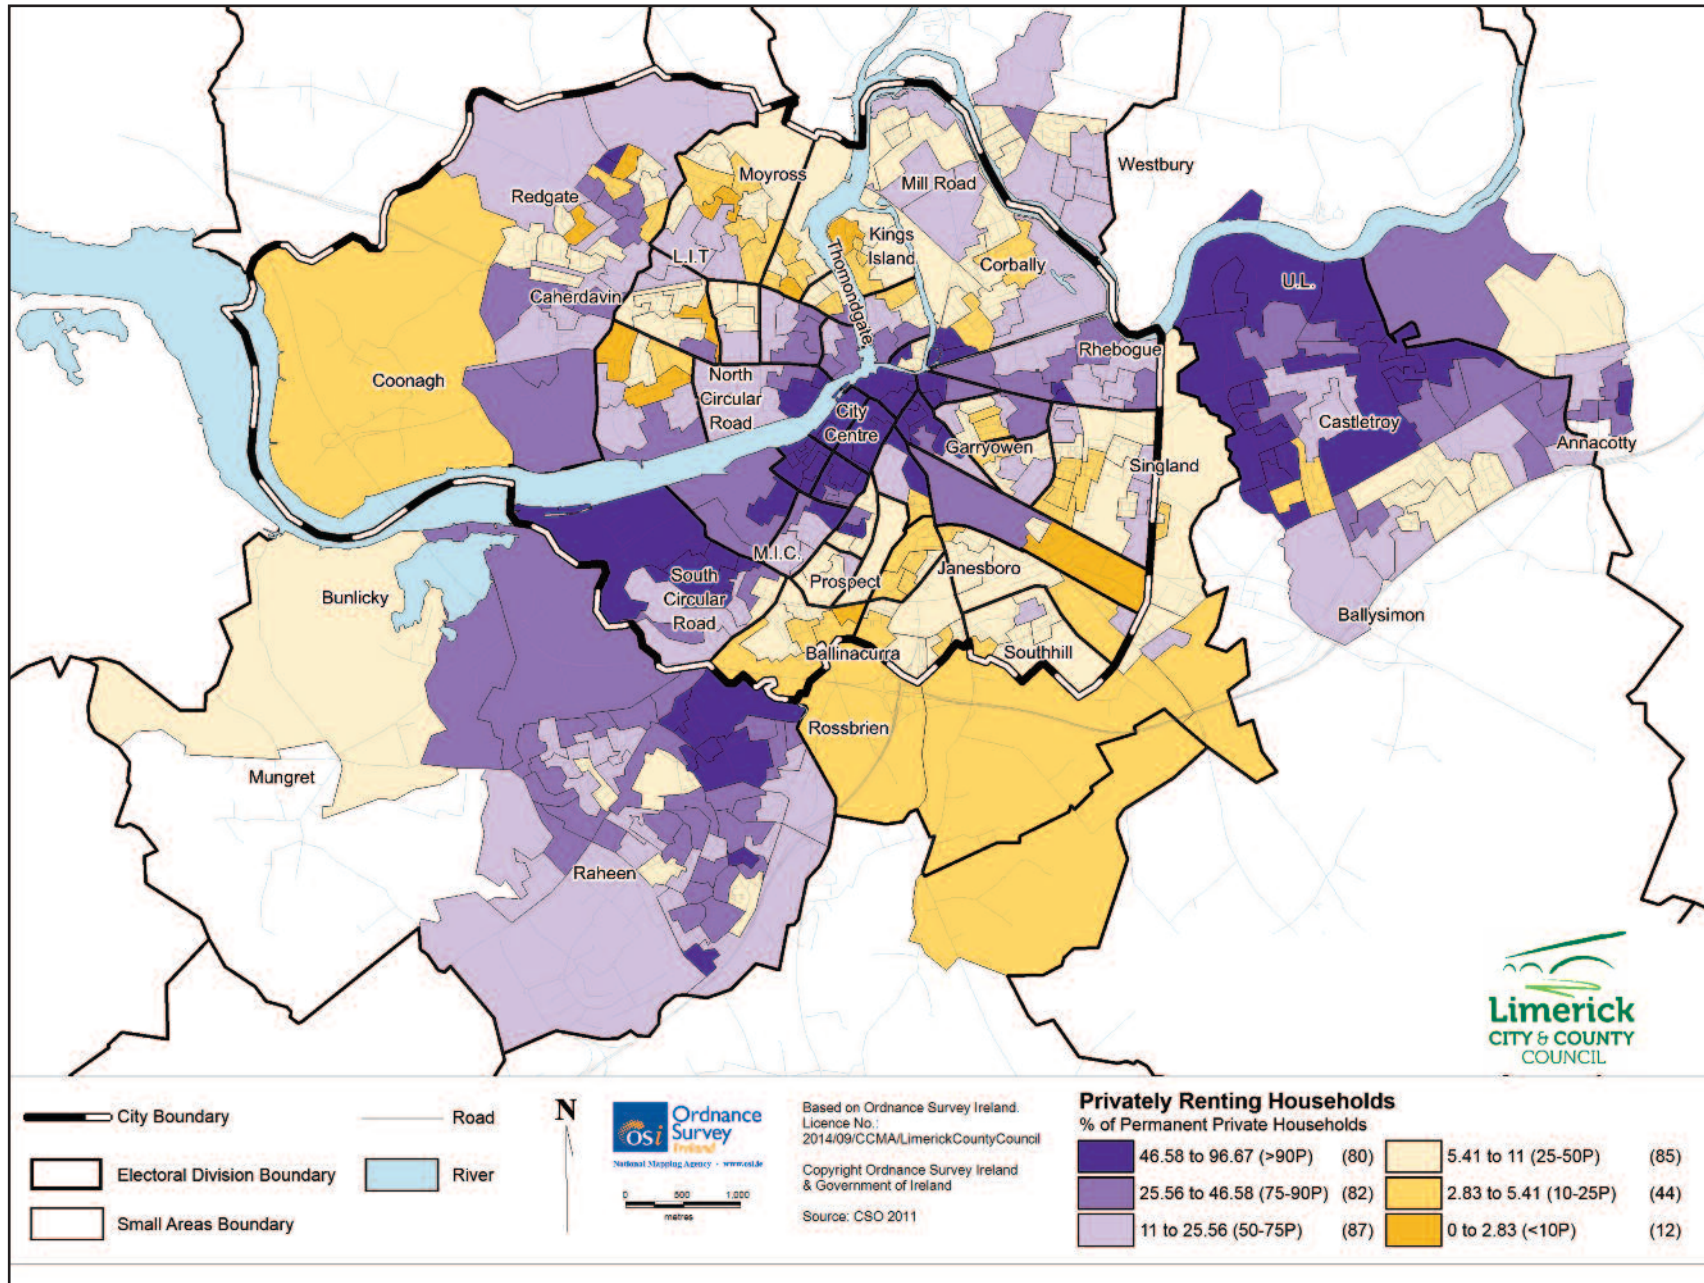 Westbury
Moyross
Mill Road
Redgate
Kings
Island
Thomondgate
L.I.T
Corbally
U.L.
Caherdavin
Rhebogue
Coonagh
North
Circular
Road
City
Centre
Castletroy
Annacotty
Garryowen
Singland
M.I.C.
South
Circular
Road
Prospect
Janesboro
Bunlicky
Ballysimon
Ballinacurra
Southhill
Rossbrien
Mungret
Raheen
Limerick
CITY & COUNTY
COUNCIL
City Boundary
Road
Electoral Division Boundary
River
Small Areas Boundary
N
osi
Ordnance
Survey
Ireland
National Mapping Agency - www.osi.ie
0 500 1,000
metres
Based on Ordnance Survey Ireland.
Licence No.:
2014/09/CCMA/LimerickCountyCouncil
Copyright Ordnance Survey Ireland
& Government of Ireland
Source: CSO 2011
Privately Renting Households
% of Permanent Private Households
46.58 to 96.67 (>90P) (80)
25.56 to 46.58 (75-90P) (82)
11 to 25.56 (50-75P) (87)
5.41 to 11 (25-50P) (85)
2.83 to 5.41 (10-25P) (44)
0 to 2.83 (<10P) (12)